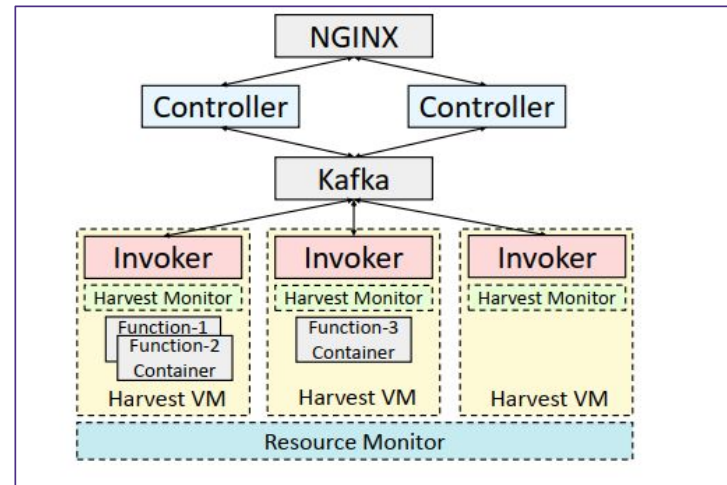 NGINX
Controller
Controller
Kafka
Invoker
Harvest Monitor
Function-1
Function-2
Container
Harvest VM
Invoker
Harvest Monitor
Function-3
Container
Harvest VM
Invoker
Harvest Monitor
Harvest VM
Resource Monitor